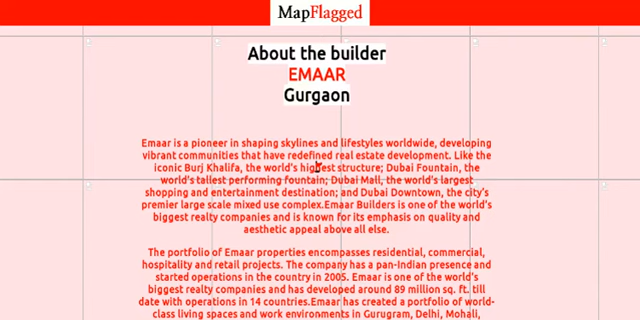 MapFlagged
About the builder
EMAAR
Gurgaon
Emaar is a pioneer in shaping skylines and lifestyles worldwide, developing
vibrant communities that have redefined real estate development. Like the
iconic Burj Khalifa, the world's highest structure; Dubai Fountain, the
world's tallest performing fountain; Dubai Mall, the world's largest
shopping and entertainment destination; and Dubai Downtown, the city's
premier large scale mixed use complex.Emaar Builders is one of the world's
biggest realty companies and is known for its emphasis on quality and
aesthetic appeal above all else.
The portfolio of Emaar properties encompasses residential, commercial,
hospitality and retail projects. The company has a pan-Indian presence and
started operations in the country in 2005. Emaar is one of the world's
biggest realty companies and has developed around 89 million sq. ft. till
date with operations in 14 countries.Emaar has created a portfolio of world-
class living spaces and work environments in Gurugram, Delhi, Mohali,